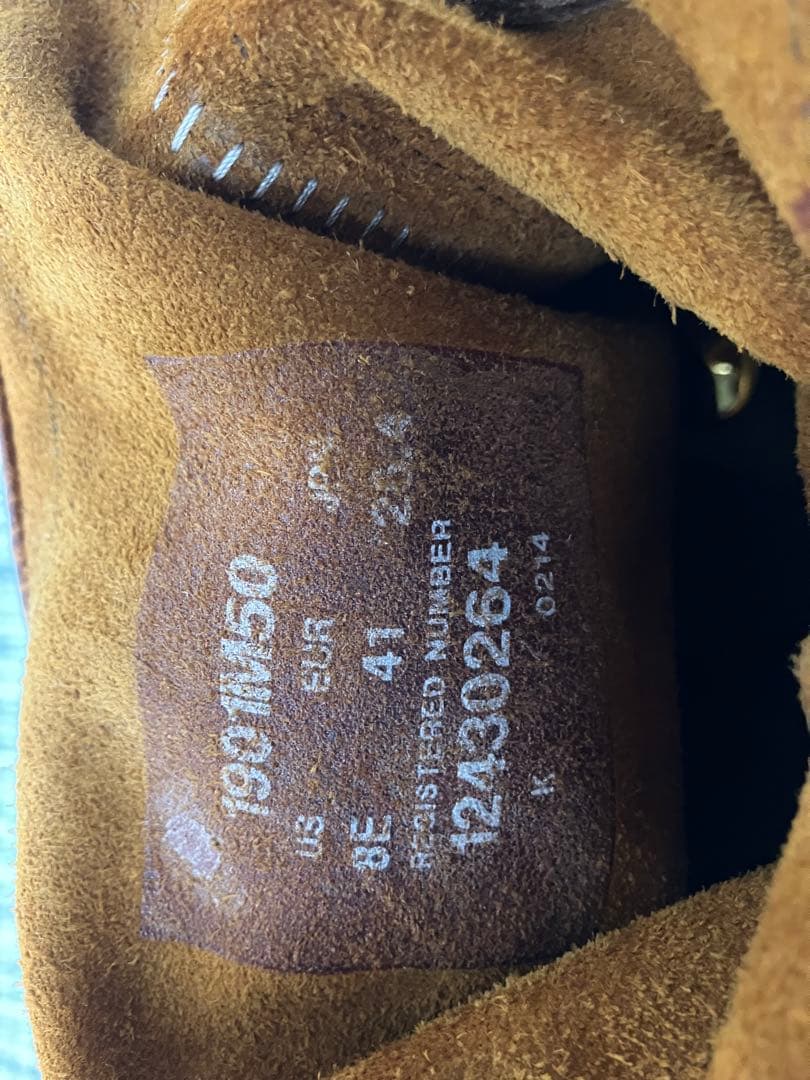 1901M50
US EUR JPN
8E 41
REGISTERED NUMBER
12430264
K 0214